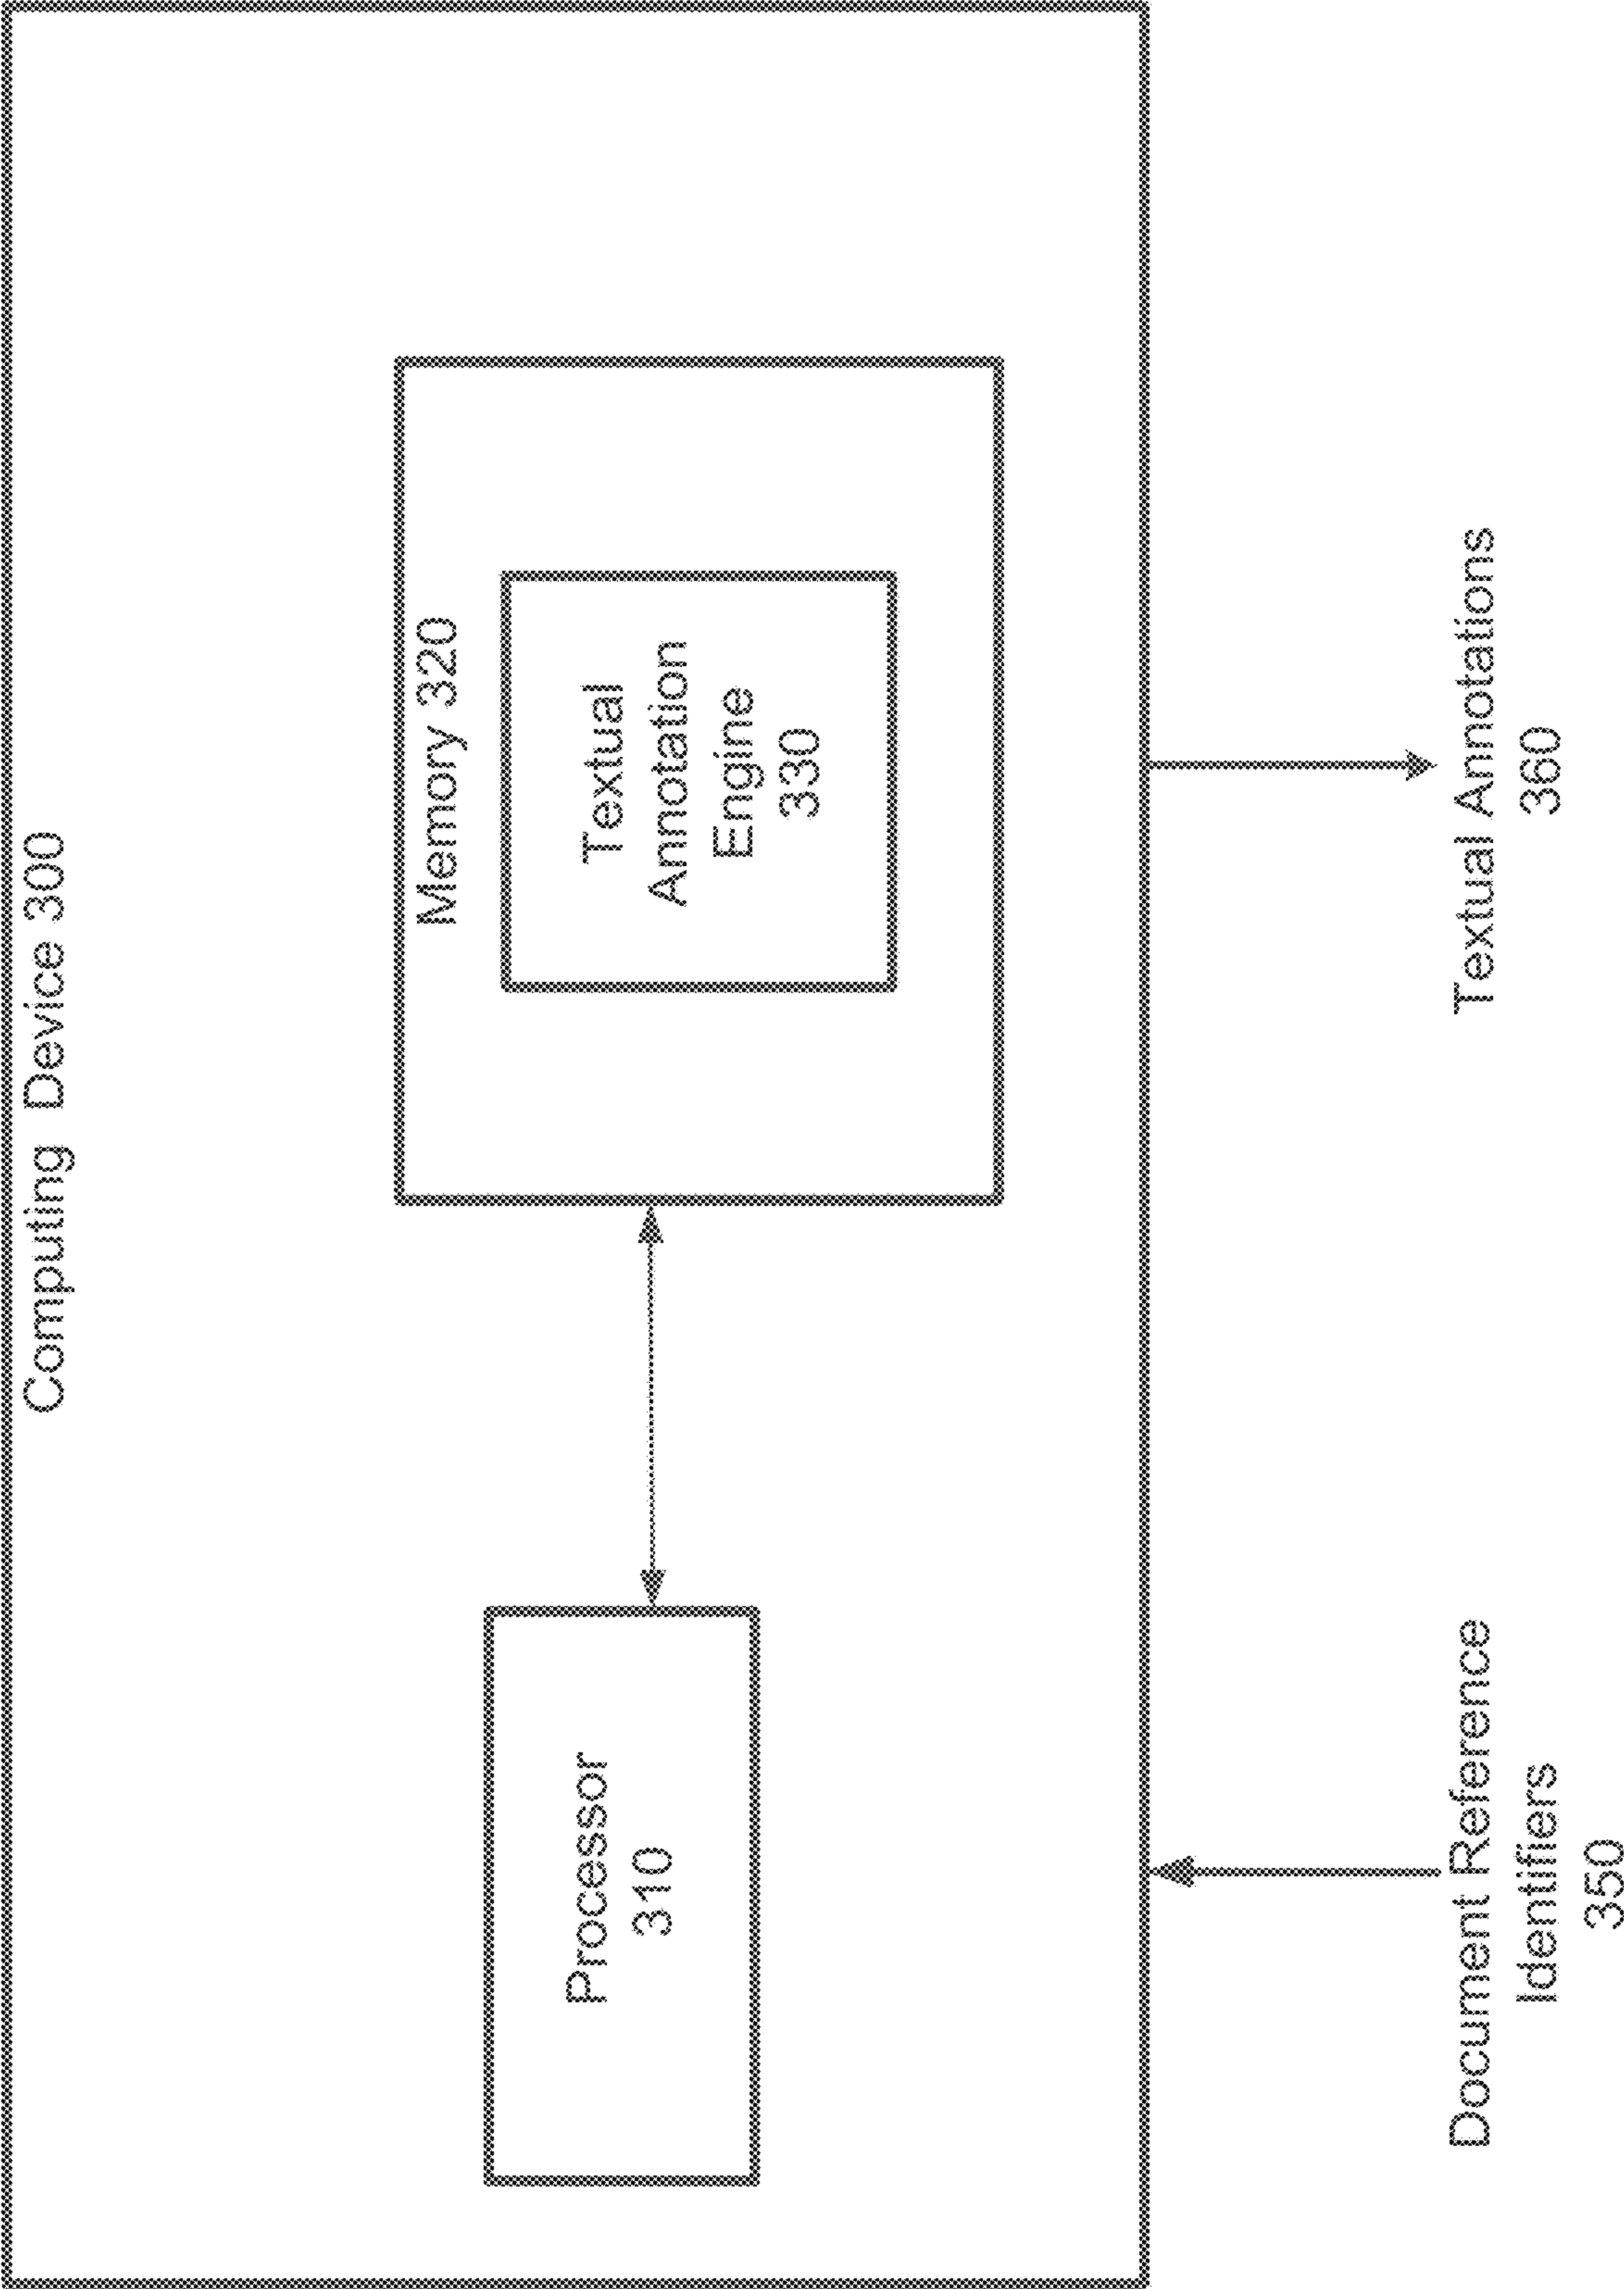 Computing Device 300
Memory 320
Textual
Annotation
Engine
330
Processor
310
Document Reference
Identifiers
350
Textual Annotations
360